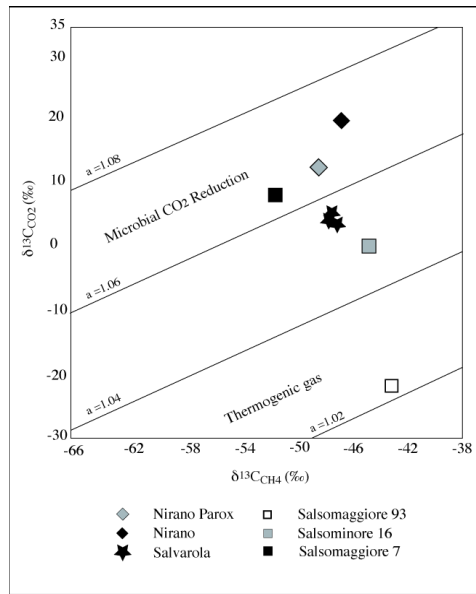 35
30
20
10
0
-10
-20
-30
δ¹³C_CO2 (‰)
a =1.08
Microbial CO2 Reduction
a =1.06
a =1.04
Thermogenic gas
a =1.02
-66 -62 -58 -54 -50 -46 -42 -38
δ¹³C_CH4 (‰)
Nirano Parox
Nirano
Salvarola
Salsomaggiore 93
Salsominore 16
Salsomaggiore 7